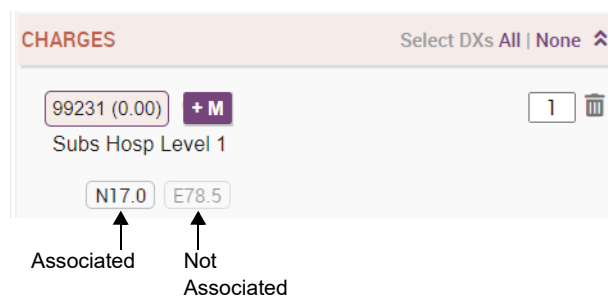 CHARGES Select DXs All | None
99231 (0.00) + M 1
Subs Hosp Level 1
N17.0 E78.5
Associated Not
Associated